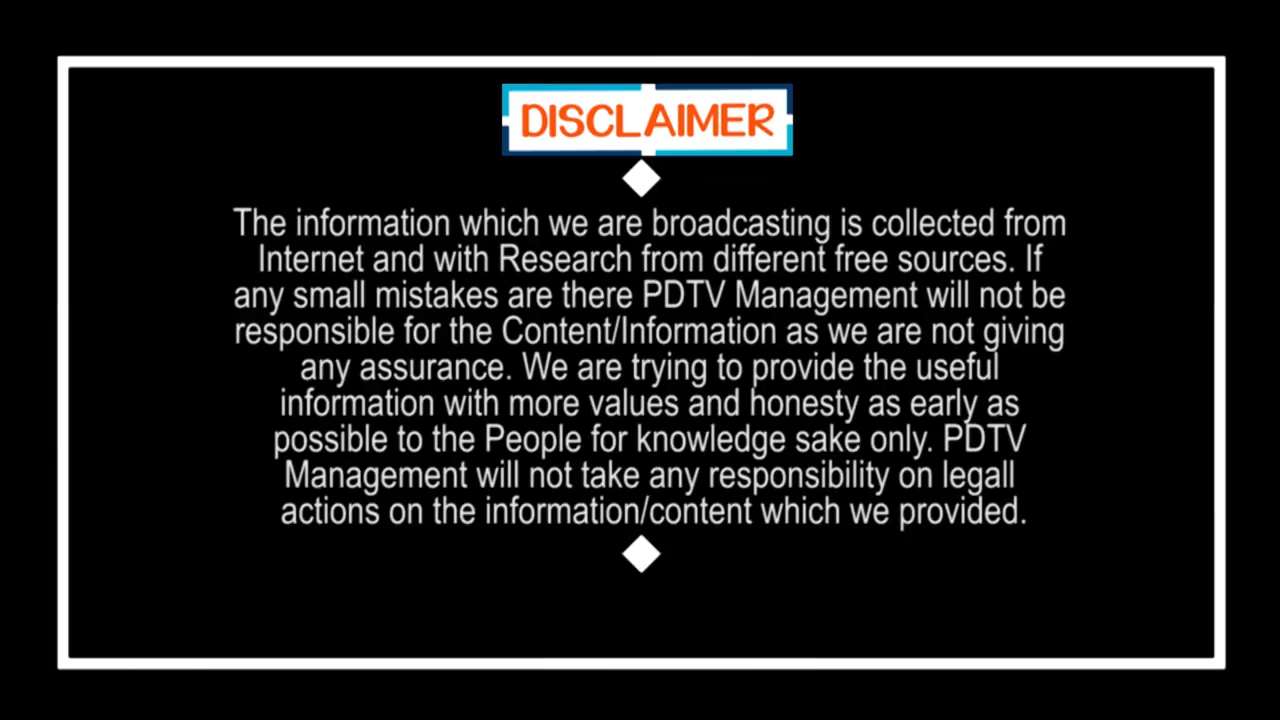 DISCLAIMER
The information which we are broadcasting is collected from
Internet and with Research from different free sources. If
any small mistakes are there PDTV Management will not be
responsible for the Content/Information as we are not giving
any assurance. We are trying to provide the useful
information with more values and honesty as early as
possible to the People for knowledge sake only. PDTV
Management will not take any responsibility on legall
actions on the information/content which we provided.